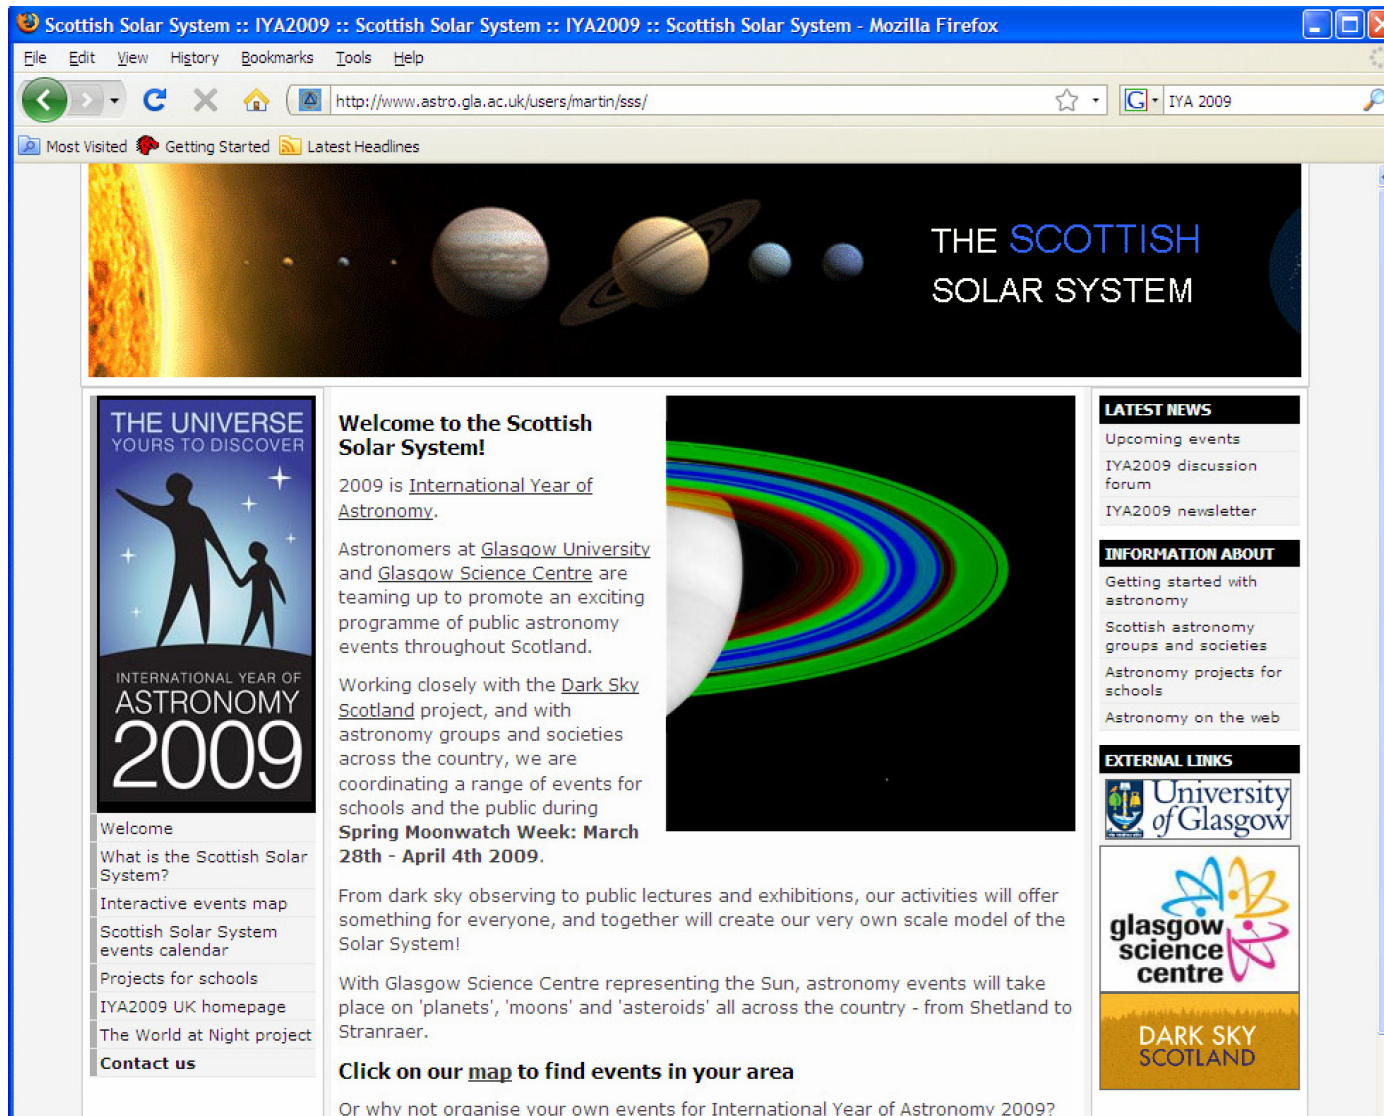 Scottish Solar System :: IYA2009 :: Scottish Solar System :: IYA2009 :: Scottish Solar System - Mozilla Firefox
File Edit View History Bookmarks Tools Help
http://www.astro.gla.ac.uk/users/martin/sss/
G
IYA 2009
Most Visited Getting Started Latest Headlines
THE SCOTTISH
SOLAR SYSTEM
THE UNIVERSE
YOURS TO DISCOVER
INTERNATIONAL YEAR OF
ASTRONOMY
2009
Welcome
What is the Scottish Solar
System?
Interactive events map
Scottish Solar System
events calendar
Projects for schools
IYA2009 UK homepage
The World at Night project
Contact us
Welcome to the Scottish
Solar System!
2009 is International Year of
Astronomy.
Astronomers at Glasgow University
and Glasgow Science Centre are
teaming up to promote an exciting
programme of public astronomy
events throughout Scotland.
Working closely with the Dark Sky
Scotland project, and with
astronomy groups and societies
across the country, we are
coordinating a range of events for
schools and the public during
Spring Moonwatch Week: March
28th - April 4th 2009.
From dark sky observing to public lectures and exhibitions, our activities will offer
something for everyone, and together will create our very own scale model of the
Solar System!
With Glasgow Science Centre representing the Sun, astronomy events will take
place on 'planets', 'moons' and 'asteroids' all across the country - from Shetland to
Stranraer.
Click on our map to find events in your area
Or why not organise your own events for International Year of Astronomy 2009?
LATEST NEWS
Upcoming events
IYA2009 discussion
forum
IYA2009 newsletter
INFORMATION ABOUT
Getting started with
astronomy
Scottish astronomy
groups and societies
Astronomy projects for
schools
Astronomy on the web
EXTERNAL LINKS
University
of Glasgow
glasgow
science
centre
DARK SKY
SCOTLAND